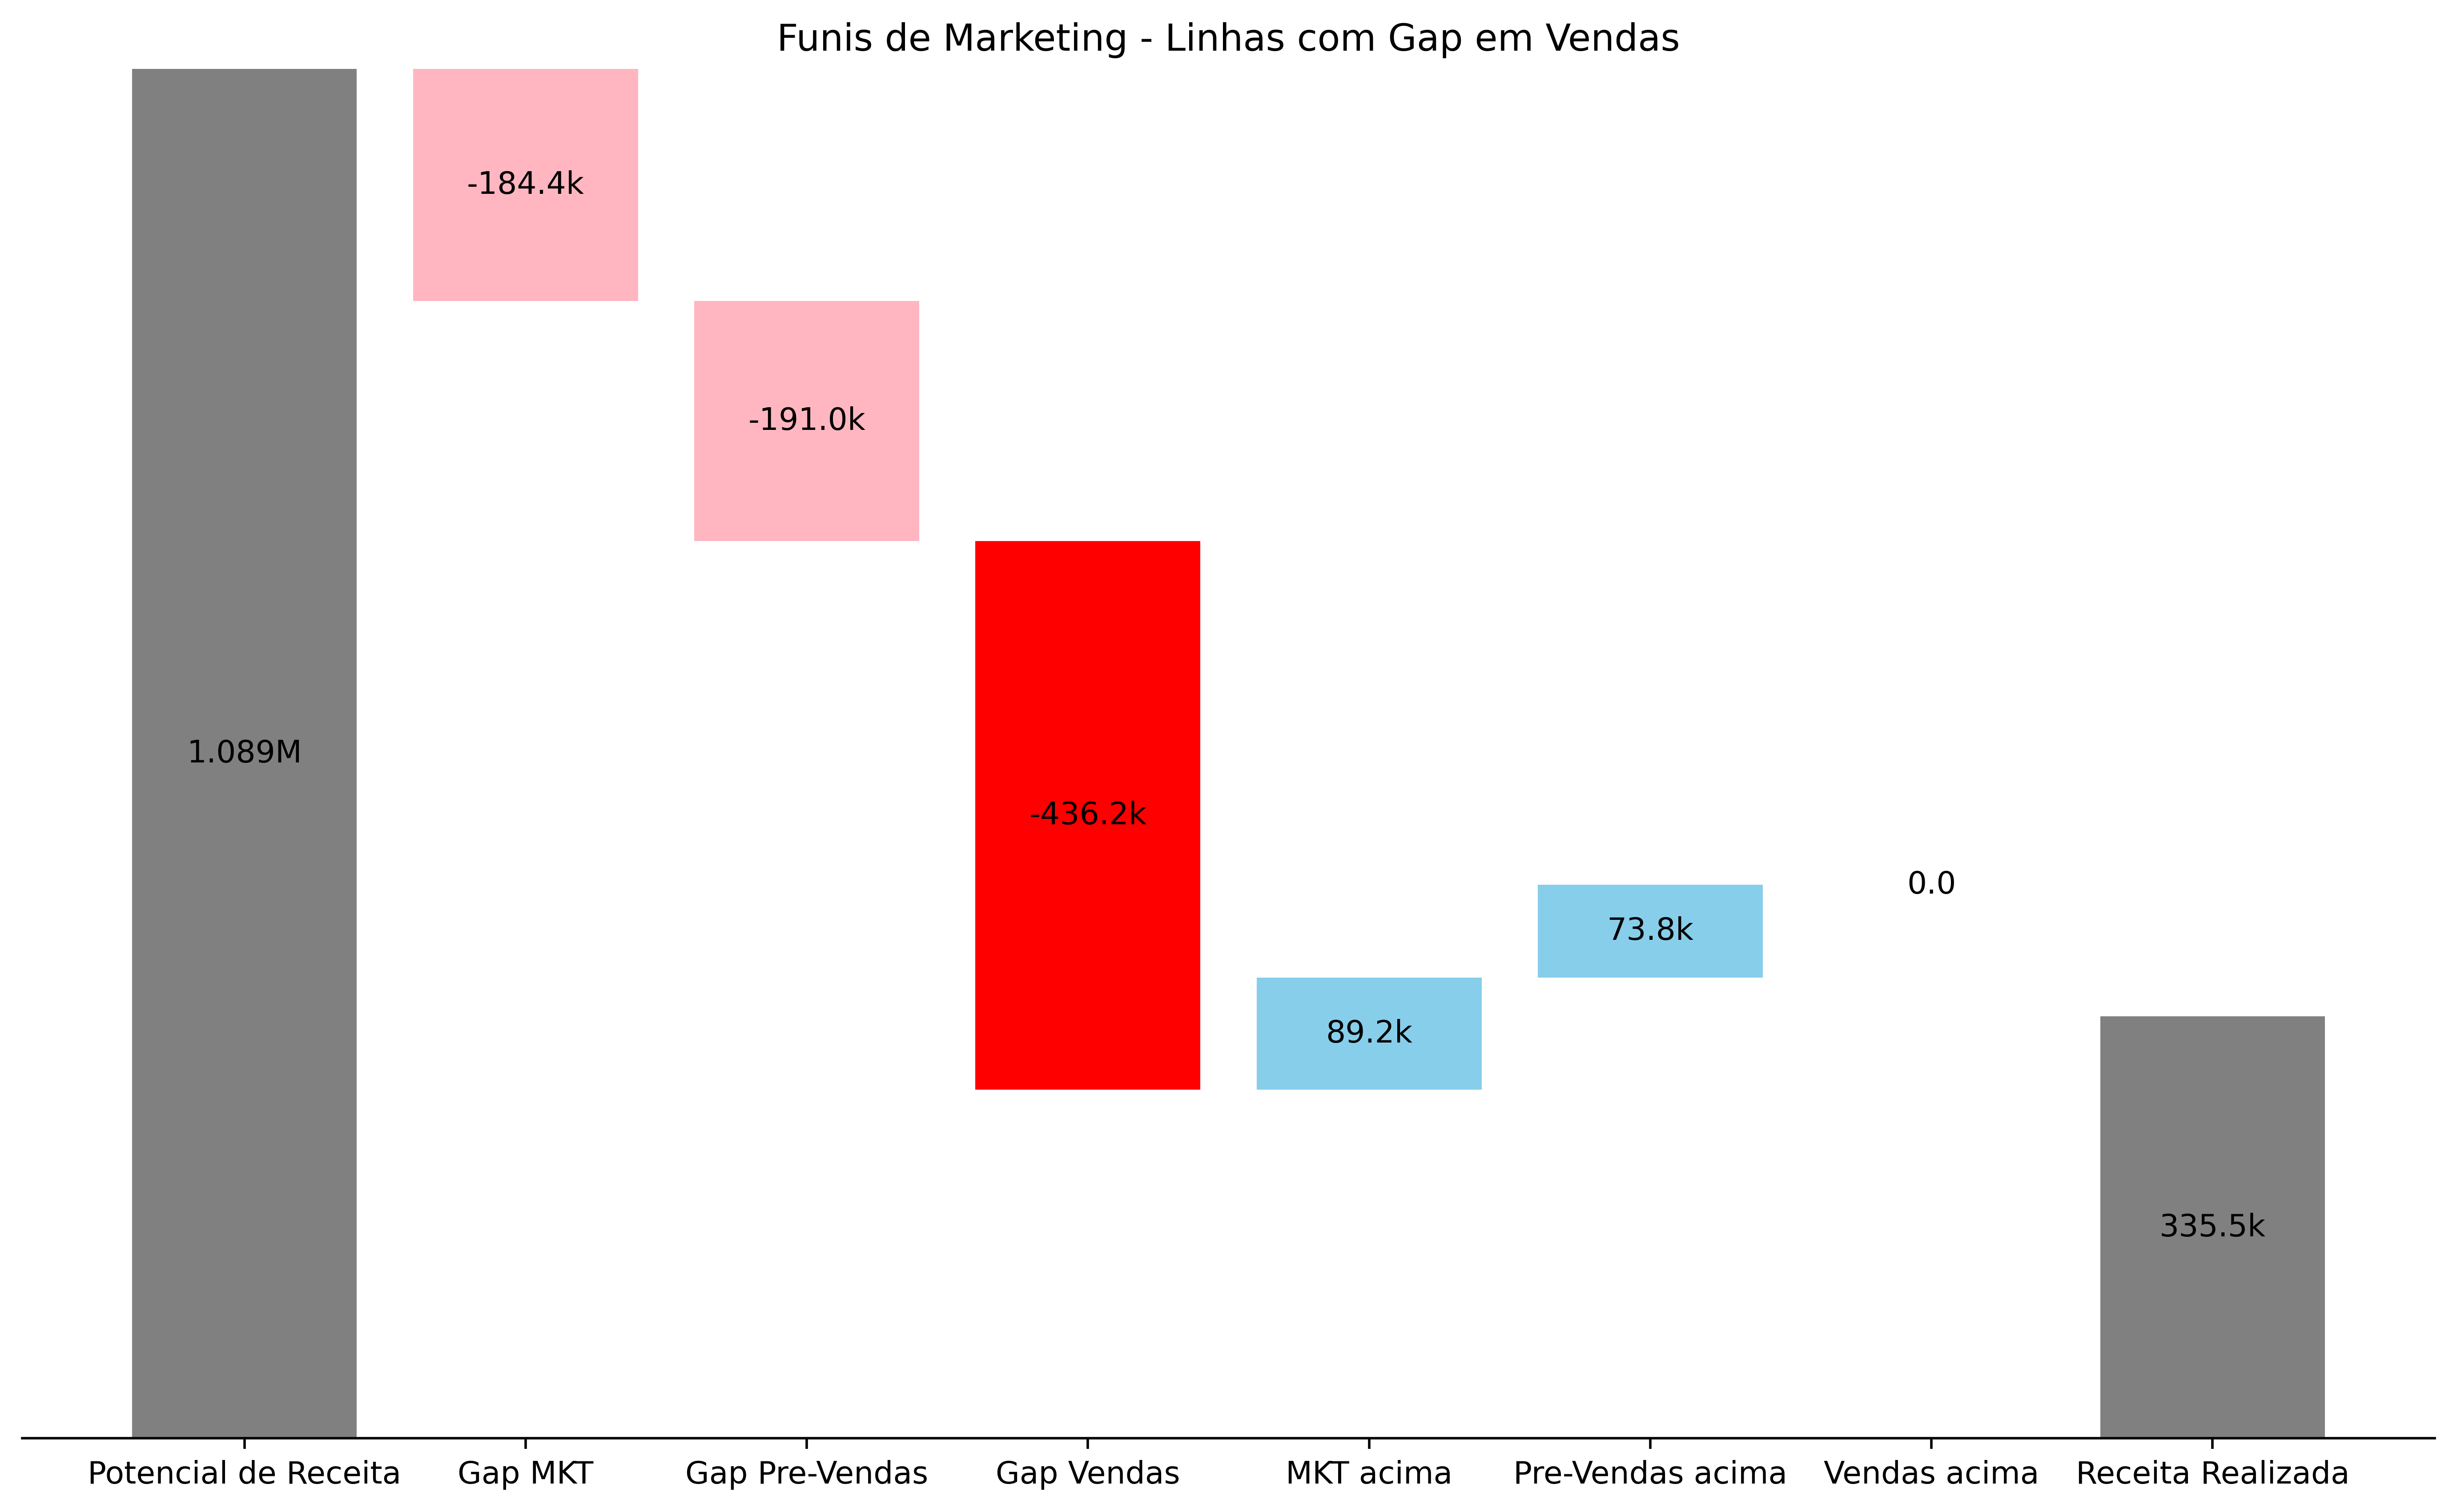 Funis de Marketing - Linhas com Gap em Vendas
-184.4k
-191.0k
1.089M
-436.2k
0.0
73.8k
89.2k
335.5k
Potencial de Receita
Gap MKT
Gap Pre-Vendas
Gap Vendas
MKT acima
Pre-Vendas acima
Vendas acima
Receita Realizada